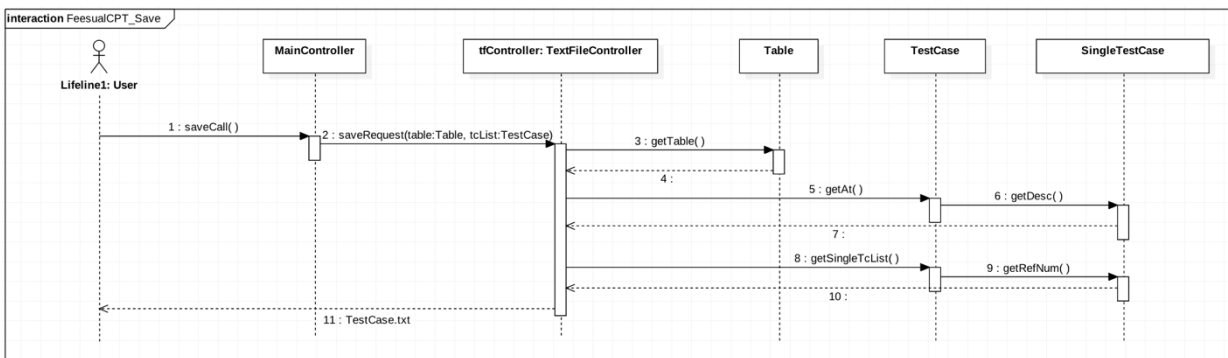 interaction FeesualCPT_Save
MainController
tfController: TextFileController
Table
TestCase
SingleTestCase
Lifeline1: User
1 : saveCall( )
2 : saveRequest(table:Table, tcList:TestCase)
3 : getTable( )
4 :
5 : getAt( )
6 : getDesc( )
7 :
8 : getSingleTcList( )
9 : getRefNum( )
10 :
11 : TestCase.txt